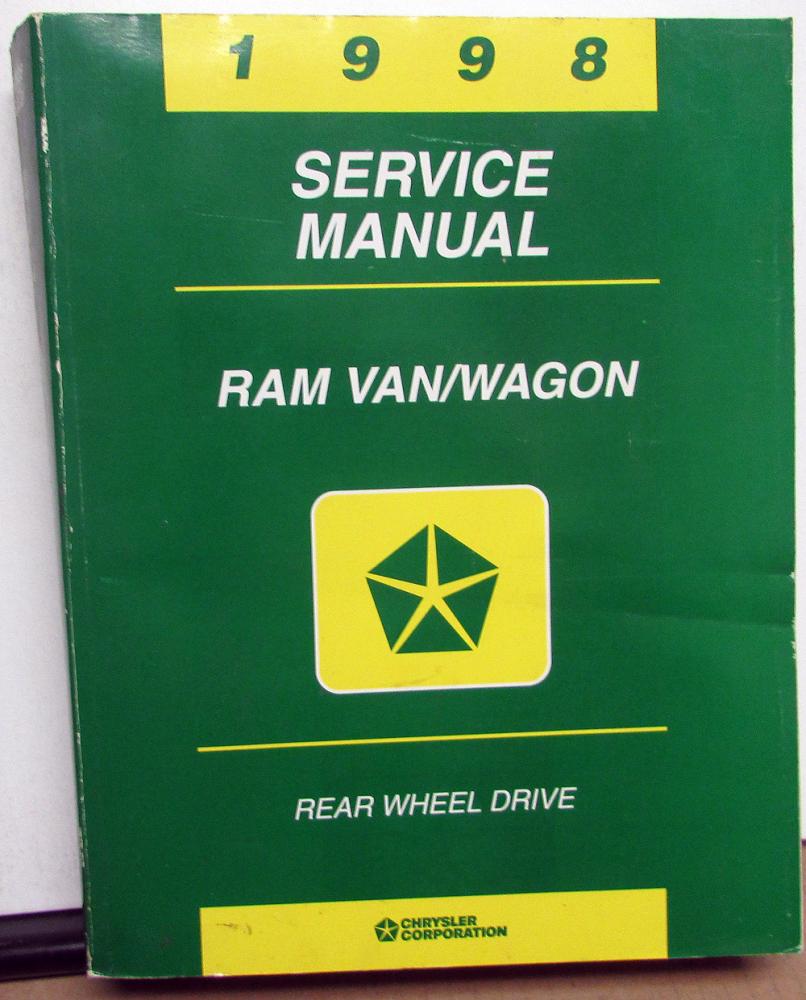 1 9 9 8
SERVICE
MANUAL
RAM VAN/WAGON
REAR WHEEL DRIVE
CHRYSLER
CORPORATION